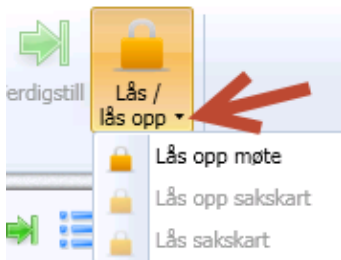 erdigstill
Lås /
lås opp
Lås opp møte
Lås opp sakskart
Lås sakskart